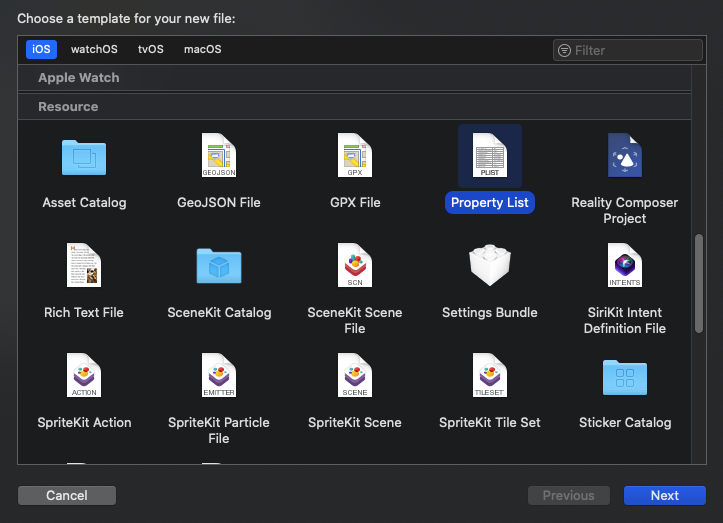 Choose a template for your new file:
iOS watchOS tvOS macOS Filter
Apple Watch
Resource
GEOJSON GPX PLIST
Asset Catalog GeoJSON File GPX File Property List Reality Composer
Project
SCN INTENTS
Rich Text File SceneKit Catalog SceneKit Scene Settings Bundle SiriKit Intent
File Definition File
ACTION EMITTER SCENE TILESET
SpriteKit Action SpriteKit Particle SpriteKit Scene SpriteKit Tile Set Sticker Catalog
File
Cancel Previous Next